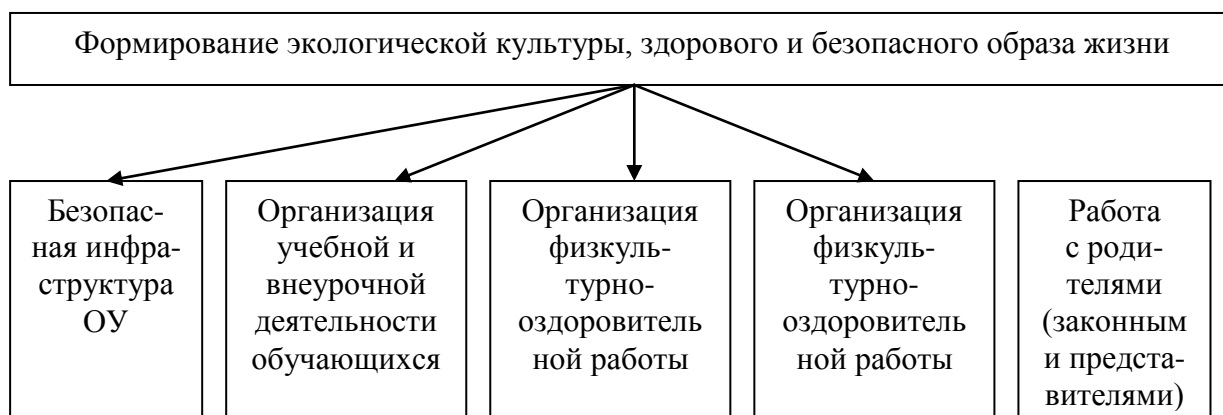 Формирование экологической культуры, здорового и безопасного образа жизни
Безопас-
ная инфра-
структура
ОУ
Организация
учебной и
внеурочной
деятельности
обучающихся
Организация
физкуль-
турно-
оздоровитель
ной работы
Организация
физкуль-
турно-
оздоровитель
ной работы
Работа
с роди-
телями
(законным
и предста-
вителями)